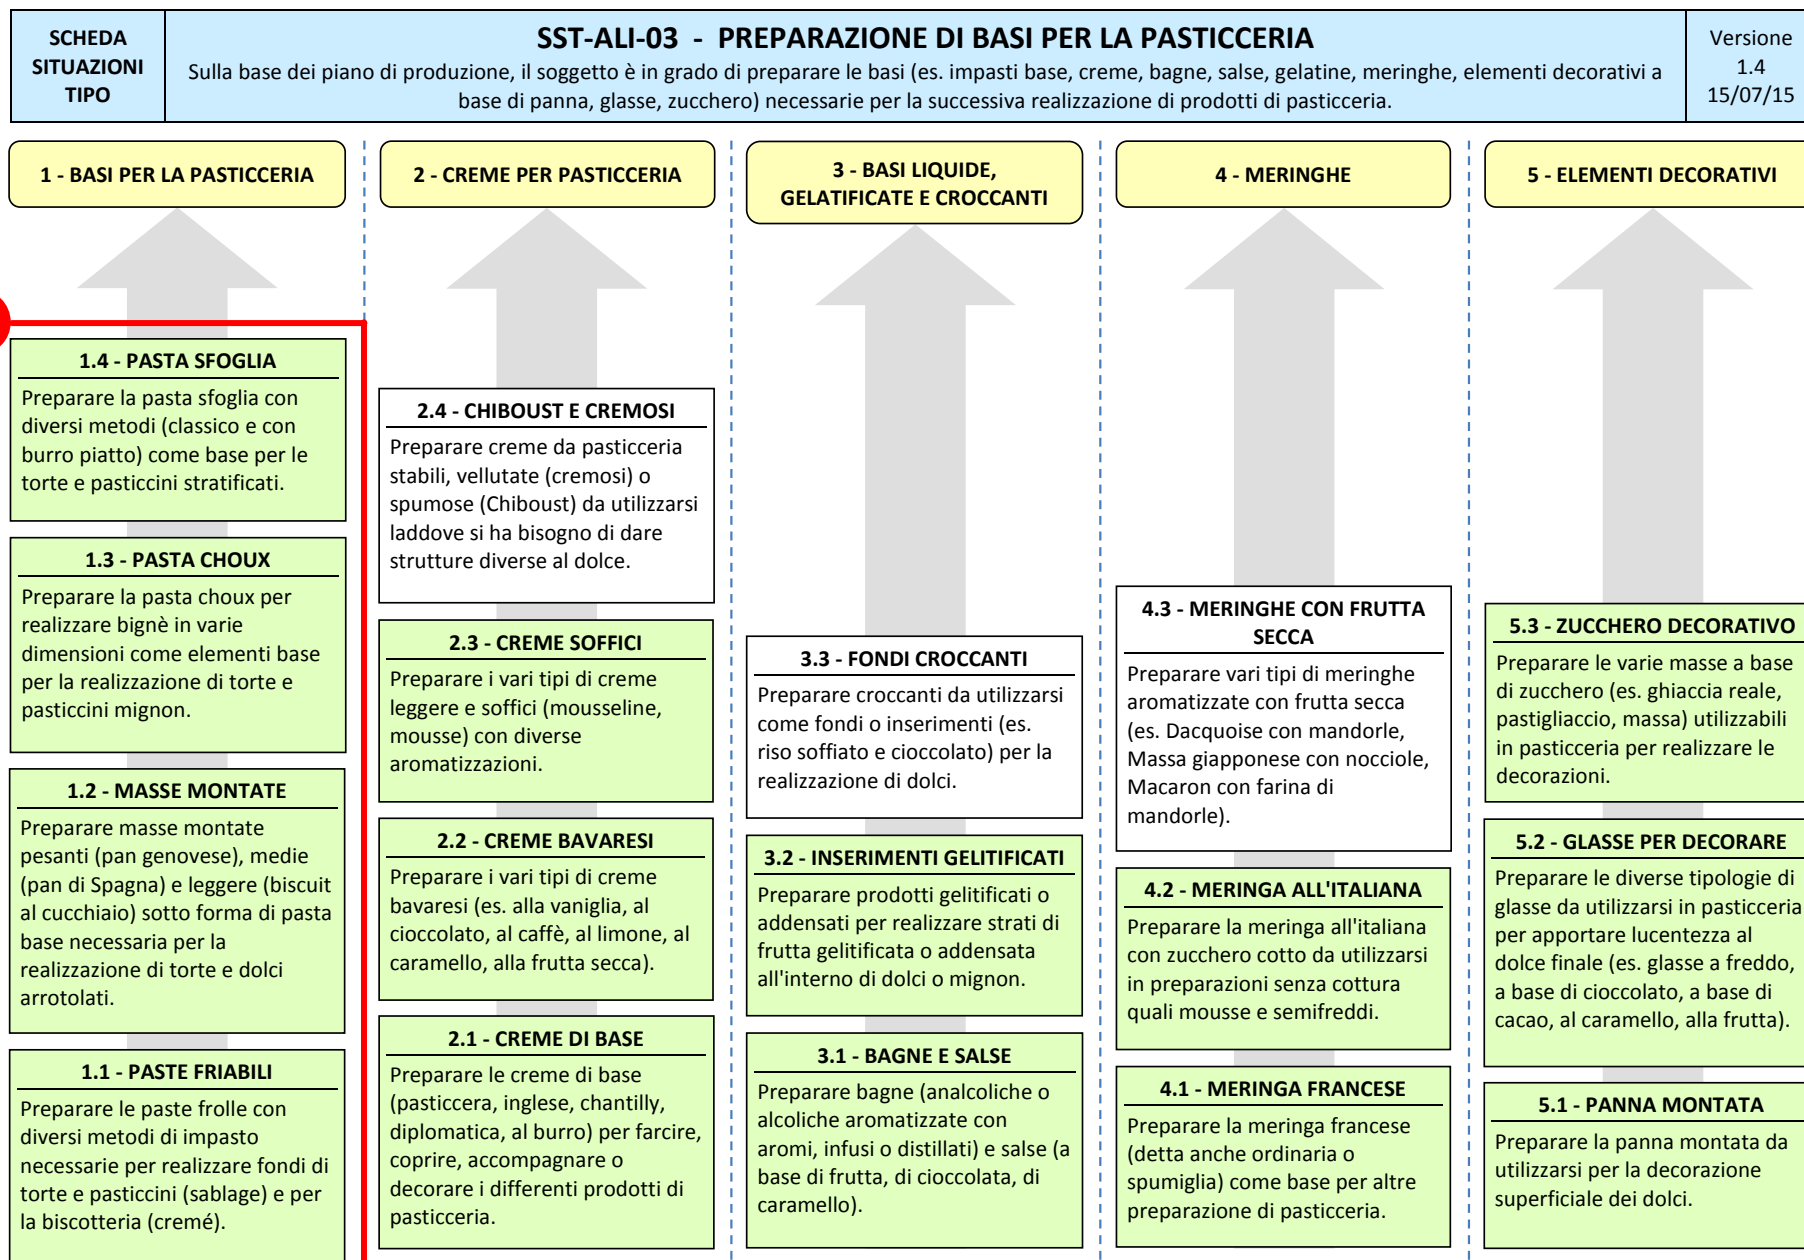 SCHEDA
SITUAZIONI
TIPO
SST-ALI-03 - PREPARAZIONE DI BASI PER LA PASTICCERIA
Sulla base dei piano di produzione, il soggetto è in grado di preparare le basi (es. impasti base, creme, bagne, salse, gelatine, meringhe, elementi decorativi a
base di panna, glasse, zucchero) necessarie per la successiva realizzazione di prodotti di pasticceria.
Versione
1.4
15/07/15
1 - BASI PER LA PASTICCERIA
1.4 - PASTA SFOGLIA
Preparare la pasta sfoglia con
diversi metodi (classico e con
burro piatto) come base per le
torte e pasticcini stratificati.
1.3 - PASTA CHOUX
Preparare la pasta choux per
realizzare bignè in varie
dimensioni come elementi base
per la realizzazione di torte e
pasticcini mignon.
1.2 - MASSE MONTATE
Preparare masse montate
pesanti (pan genovese), medie
(pan di Spagna) e leggere (biscuit
al cucchiaio) sotto forma di pasta
base necessaria per la
realizzazione di torte e dolci
arrotolati.
1.1 - PASTE FRIABILI
Preparare le paste frolle con
diversi metodi di impasto
necessarie per realizzare fondi di
torte e pasticcini (sablage) e per
la biscotteria (cremé).
2 - CREME PER PASTICCERIA
2.4 - CHIBOUST E CREMOSI
Preparare creme da pasticceria
stabili, vellutate (cremosi) o
spumose (Chiboust) da utilizzarsi
laddove si ha bisogno di dare
strutture diverse al dolce.
2.3 - CREME SOFFICI
Preparare i vari tipi di creme
leggere e soffici (mousseline,
mousse) con diverse
aromatizzazioni.
2.2 - CREME BAVARESI
Preparare i vari tipi di creme
bavaresi (es. alla vaniglia, al
cioccolato, al caffè, al limone, al
caramello, alla frutta secca).
2.1 - CREME DI BASE
Preparare le creme di base
(pasticcera, inglese, chantilly,
diplomatica, al burro) per farcire,
coprire, accompagnare o
decorare i differenti prodotti di
pasticceria.
3 - BASI LIQUIDE,
GELATIFICATE E CROCCANTI
3.3 - FONDI CROCCANTI
Preparare croccanti da utilizzarsi
come fondi o inserimenti (es.
riso soffiato e cioccolato) per la
realizzazione di dolci.
3.2 - INSERIMENTI GELITIFICATI
Preparare prodotti gelitificati o
addensati per realizzare strati di
frutta gelitificata o addensata
all'interno di dolci o mignon.
3.1 - BAGNE E SALSE
Preparare bagne (analcoliche o
alcoliche aromatizzate con
aromi, infusi o distillati) e salse (a
base di frutta, di cioccolata, di
caramello).
4 - MERINGHE
4.3 - MERINGHE CON FRUTTA
SECCA
Preparare vari tipi di meringhe
aromatizzate con frutta secca
(es. Dacquoise con mandorle,
Massa giapponese con nocciole,
Macaron con farina di
mandorle).
4.2 - MERINGA ALL'ITALIANA
Preparare la meringa all'italiana
con zucchero cotto da utilizzarsi
in preparazioni senza cottura
quali mousse e semifreddi.
4.1 - MERINGA FRANCESE
Preparare la meringa francese
(detta anche ordinaria o
spumiglia) come base per altre
preparazione di pasticceria.
5 - ELEMENTI DECORATIVI
5.3 - ZUCCHERO DECORATIVO
Preparare le varie masse a base
di zucchero (es. ghiaccia reale,
pastigliaccio, massa) utilizzabili
in pasticceria per realizzare le
decorazioni.
5.2 - GLASSE PER DECORARE
Preparare le diverse tipologie di
glasse da utilizzarsi in pasticceria
per apportare lucentezza al
dolce finale (es. glasse a freddo,
a base di cioccolato, a base di
cacao, al caramello, alla frutta).
5.1 - PANNA MONTATA
Preparare la panna montata da
utilizzarsi per la decorazione
superficiale dei dolci.